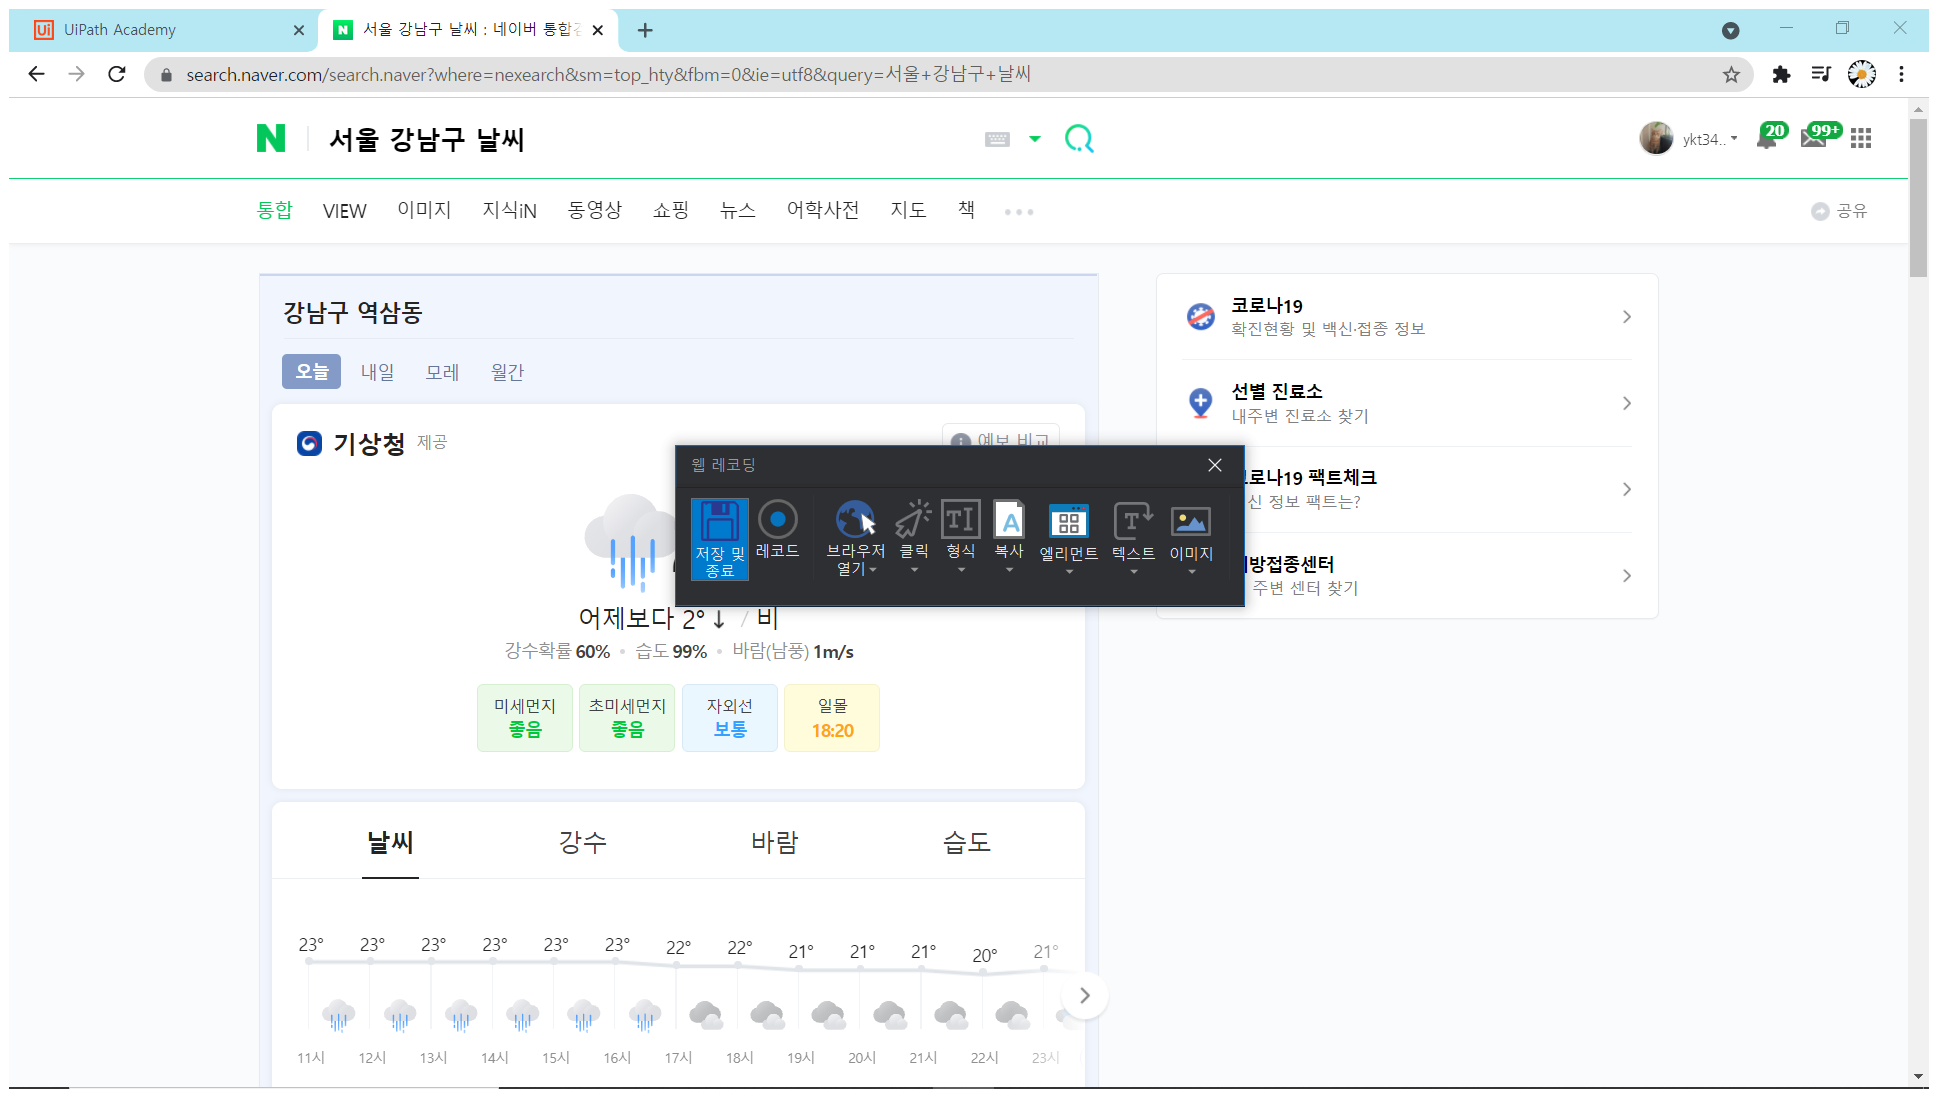 UiPath Academy
서울 강남구 날씨 : 네이버 통합검
search.naver.com/search.naver?where=nexearch&sm=top_hty&fbm=0&ie=utf8&query=서울+강남구+날씨
N 서울 강남구 날씨
ykt34.. 20 99+
통합 VIEW 이미지 지식iN 동영상 쇼핑 뉴스 어학사전 지도 책
공유
강남구 역삼동
오늘 내일 모레 월간
기상청 제공
예보 비교
어제보다 2°↓ / 비
강수확률 60% • 습도 99% • 바람(남풍) 1m/s
미세먼지 초미세먼지 자외선 일몰
좋음 좋음 보통 18:20
날씨 강수 바람 습도
23° 23° 23° 23° 23° 23° 22° 22° 21° 21° 21° 20° 21°
11시 12시 13시 14시 15시 16시 17시 18시 19시 20시 21시 22시 23시
웹 레코딩
저장 및 종료
레코드
브라우저 열기
클릭
형식
복사
엘리먼트
텍스트
이미지
코로나19
확진현황 및 백신·접종 정보
선별 진료소
내주변 진료소 찾기
로나19 팩트체크
신 정보 팩트는?
방접종센터
주변 센터 찾기